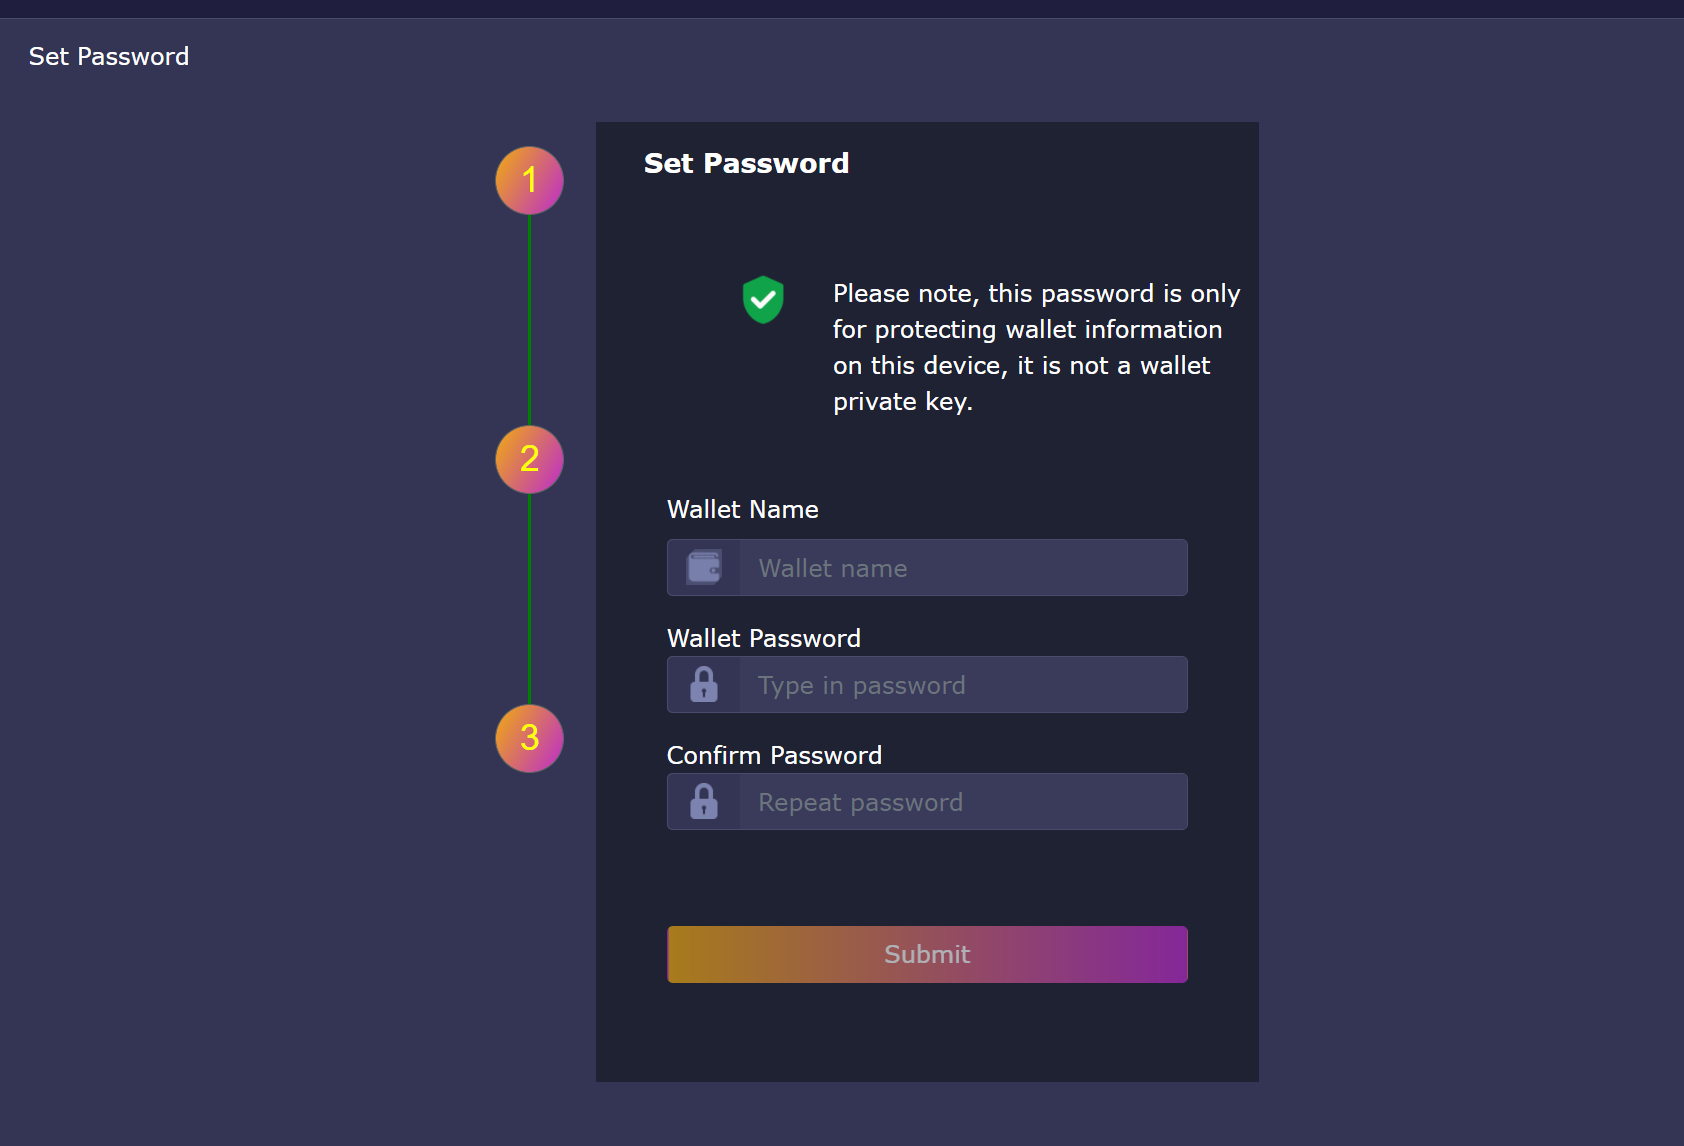 Set Password
1
Set Password
Please note, this password is only
for protecting wallet information
on this device, it is not a wallet
private key.
2
Wallet Name
Wallet name
Wallet Password
Type in password
3
Confirm Password
Repeat password
Submit